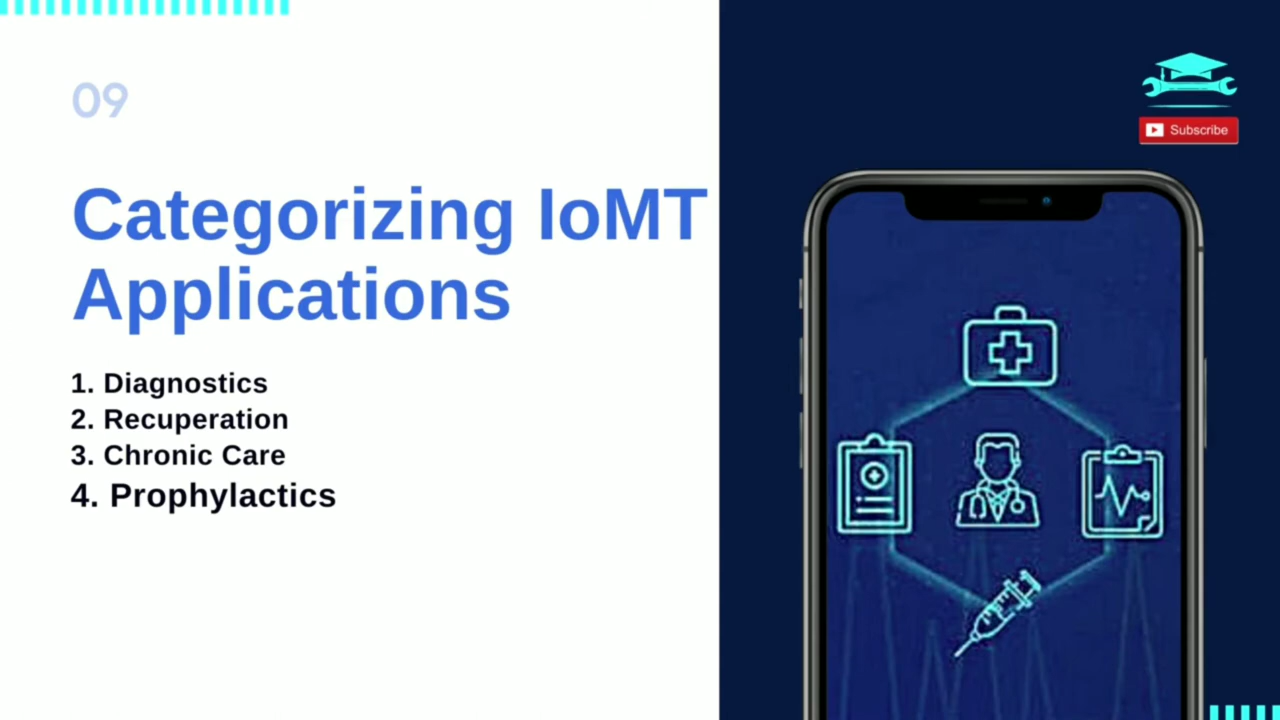 09
Categorizing IoMT
Applications
1. Diagnostics
2. Recuperation
3. Chronic Care
4. Prophylactics
Subscribe